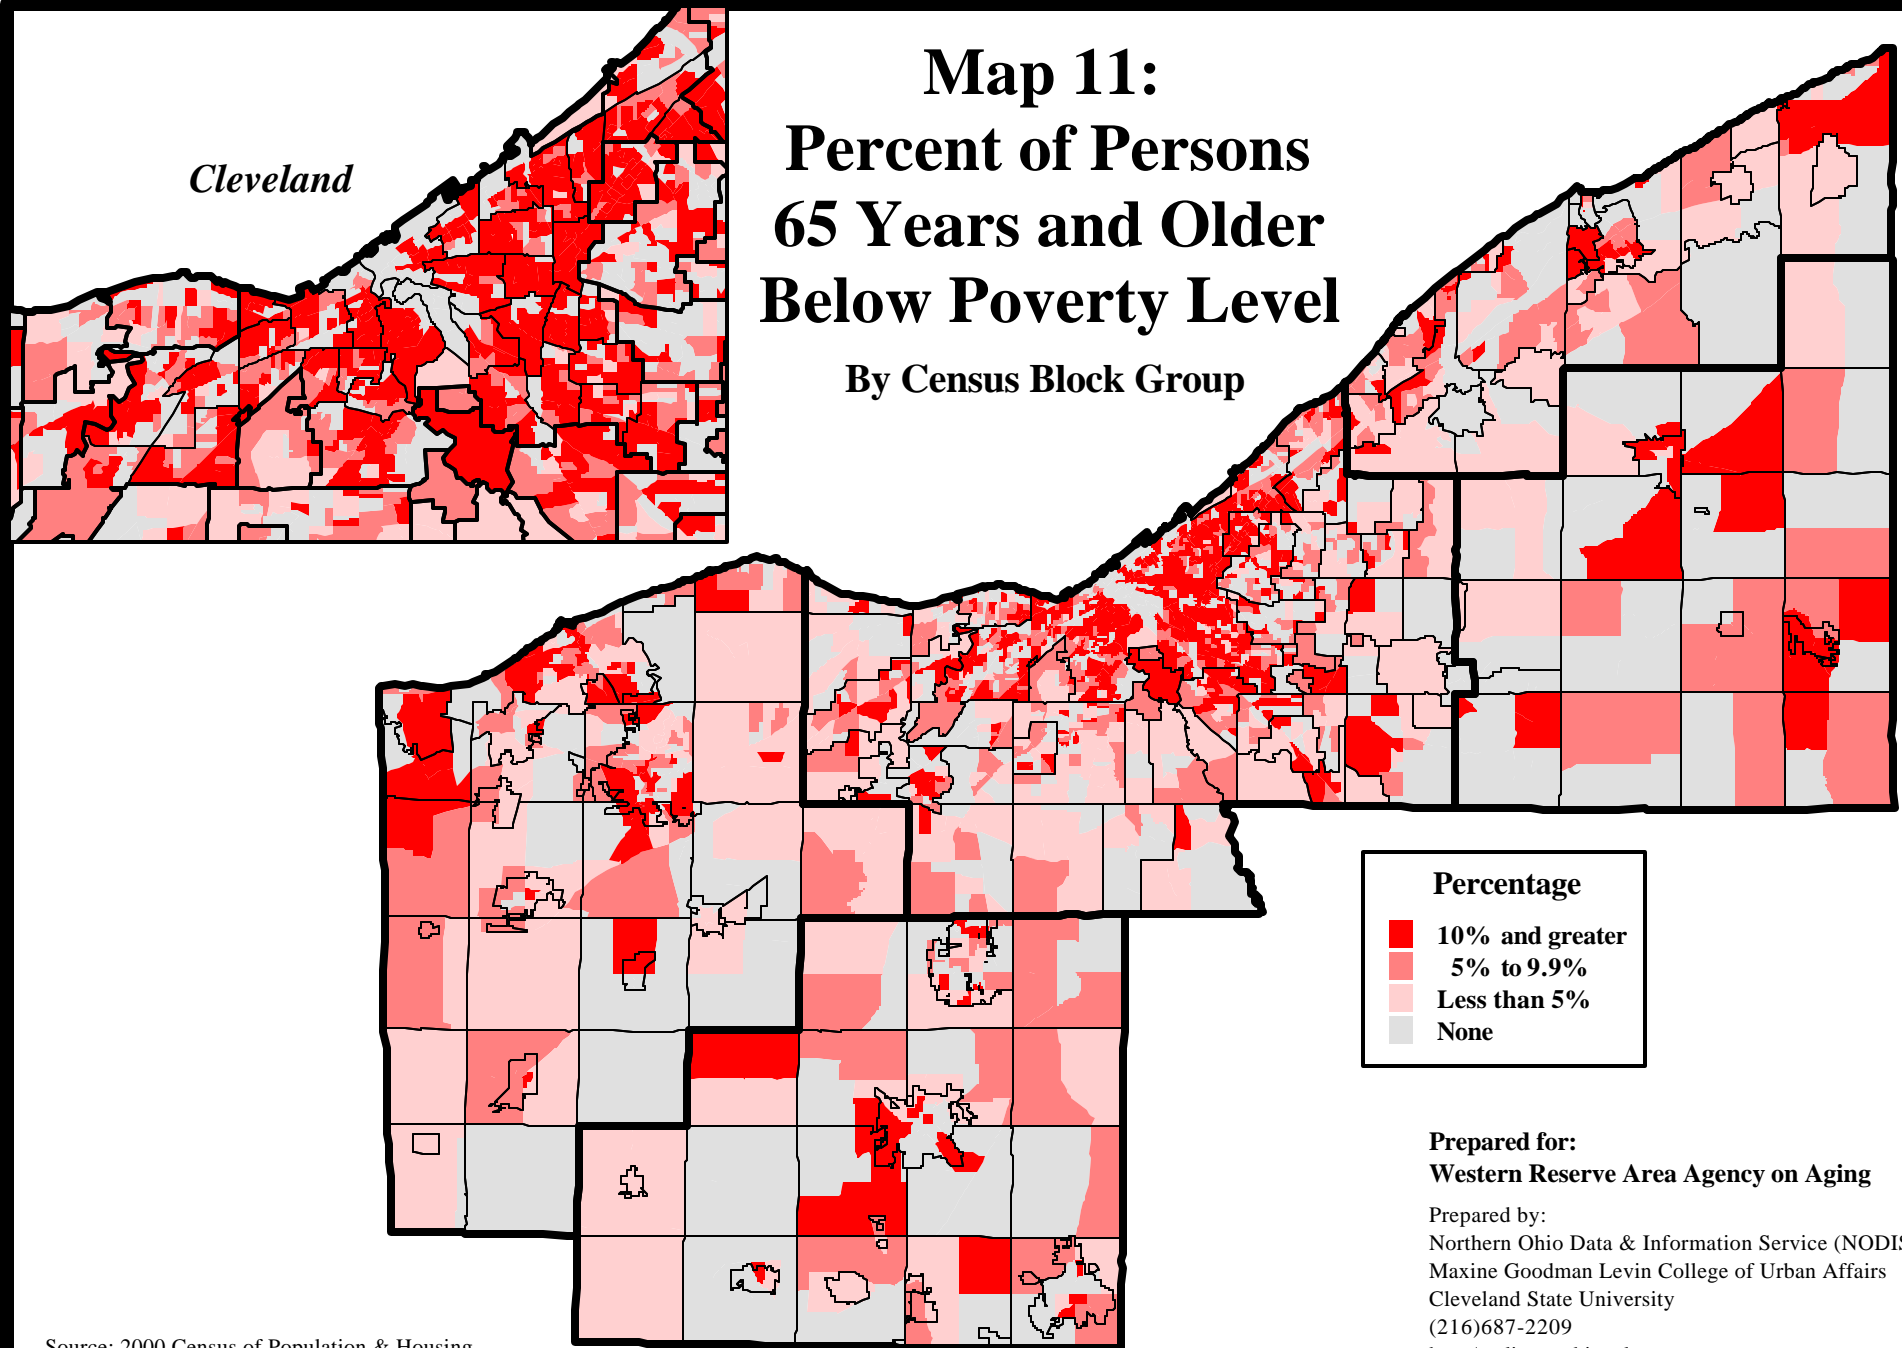 Map 11:
Percent of Persons
65 Years and Older
Below Poverty Level
By Census Block Group
Cleveland
Percentage
10% and greater
5% to 9.9%
Less than 5%
None
Prepared for:
Western Reserve Area Agency on Aging
Prepared by:
Northern Ohio Data & Information Service (NODIS
Maxine Goodman Levin College of Urban Affairs
Cleveland State University
(216)687-2209
Source: 2000 Census of Population & Housing